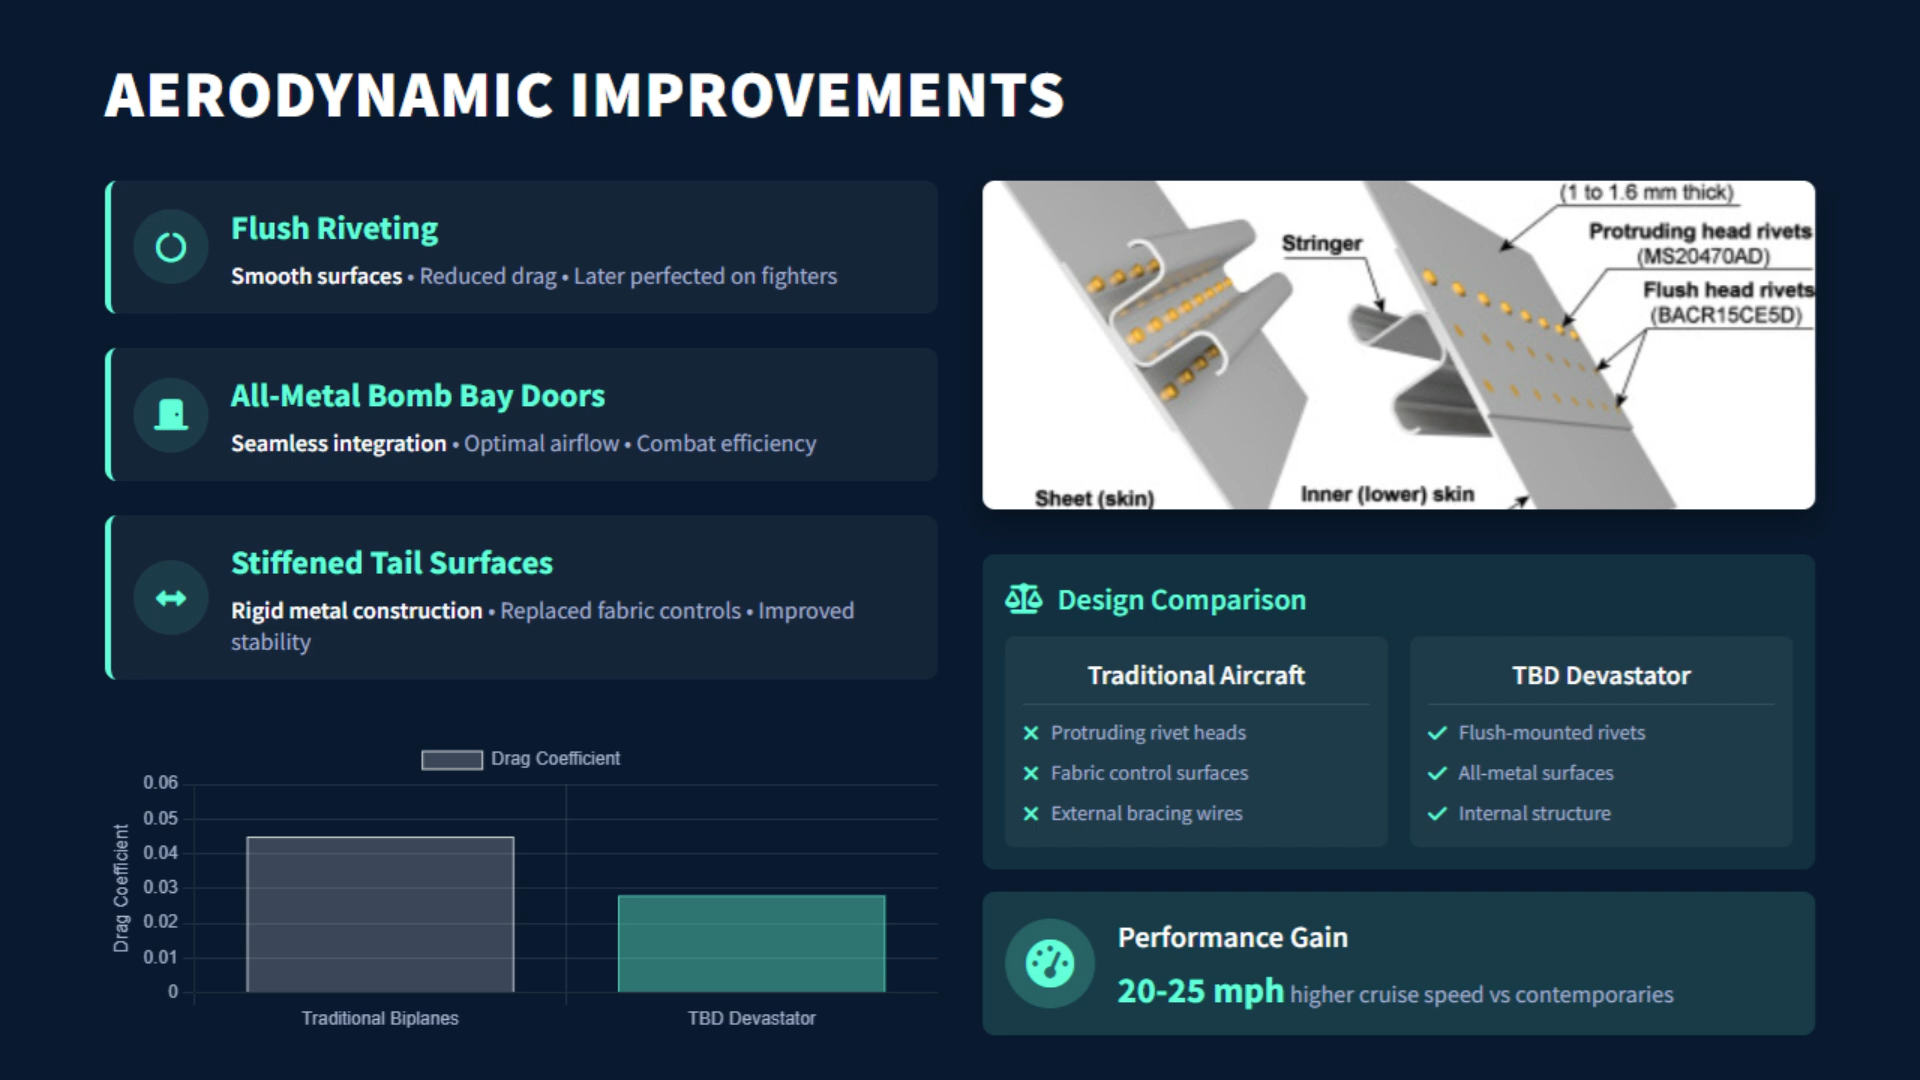 AERODYNAMIC IMPROVEMENTS
Flush Riveting
Smooth surfaces • Reduced drag • Later perfected on fighters
All-Metal Bomb Bay Doors
Seamless integration • Optimal airflow • Combat efficiency
Stiffened Tail Surfaces
Rigid metal construction • Replaced fabric controls • Improved
stability
Drag Coefficient
Drag Coefficient
0.06
0.05
0.04
0.03
0.02
0.01
0
Traditional Biplanes
TBD Devastator
(1 to 1.6 mm thick)
Protruding head rivets
(MS20470AD)
Stringer
Flush head rivets
(BACR15CE5D)
Sheet (skin)
Inner (lower) skin
Design Comparison
Traditional Aircraft
Protruding rivet heads
Fabric control surfaces
External bracing wires
TBD Devastator
Flush-mounted rivets
All-metal surfaces
Internal structure
Performance Gain
20-25 mph higher cruise speed vs contemporaries